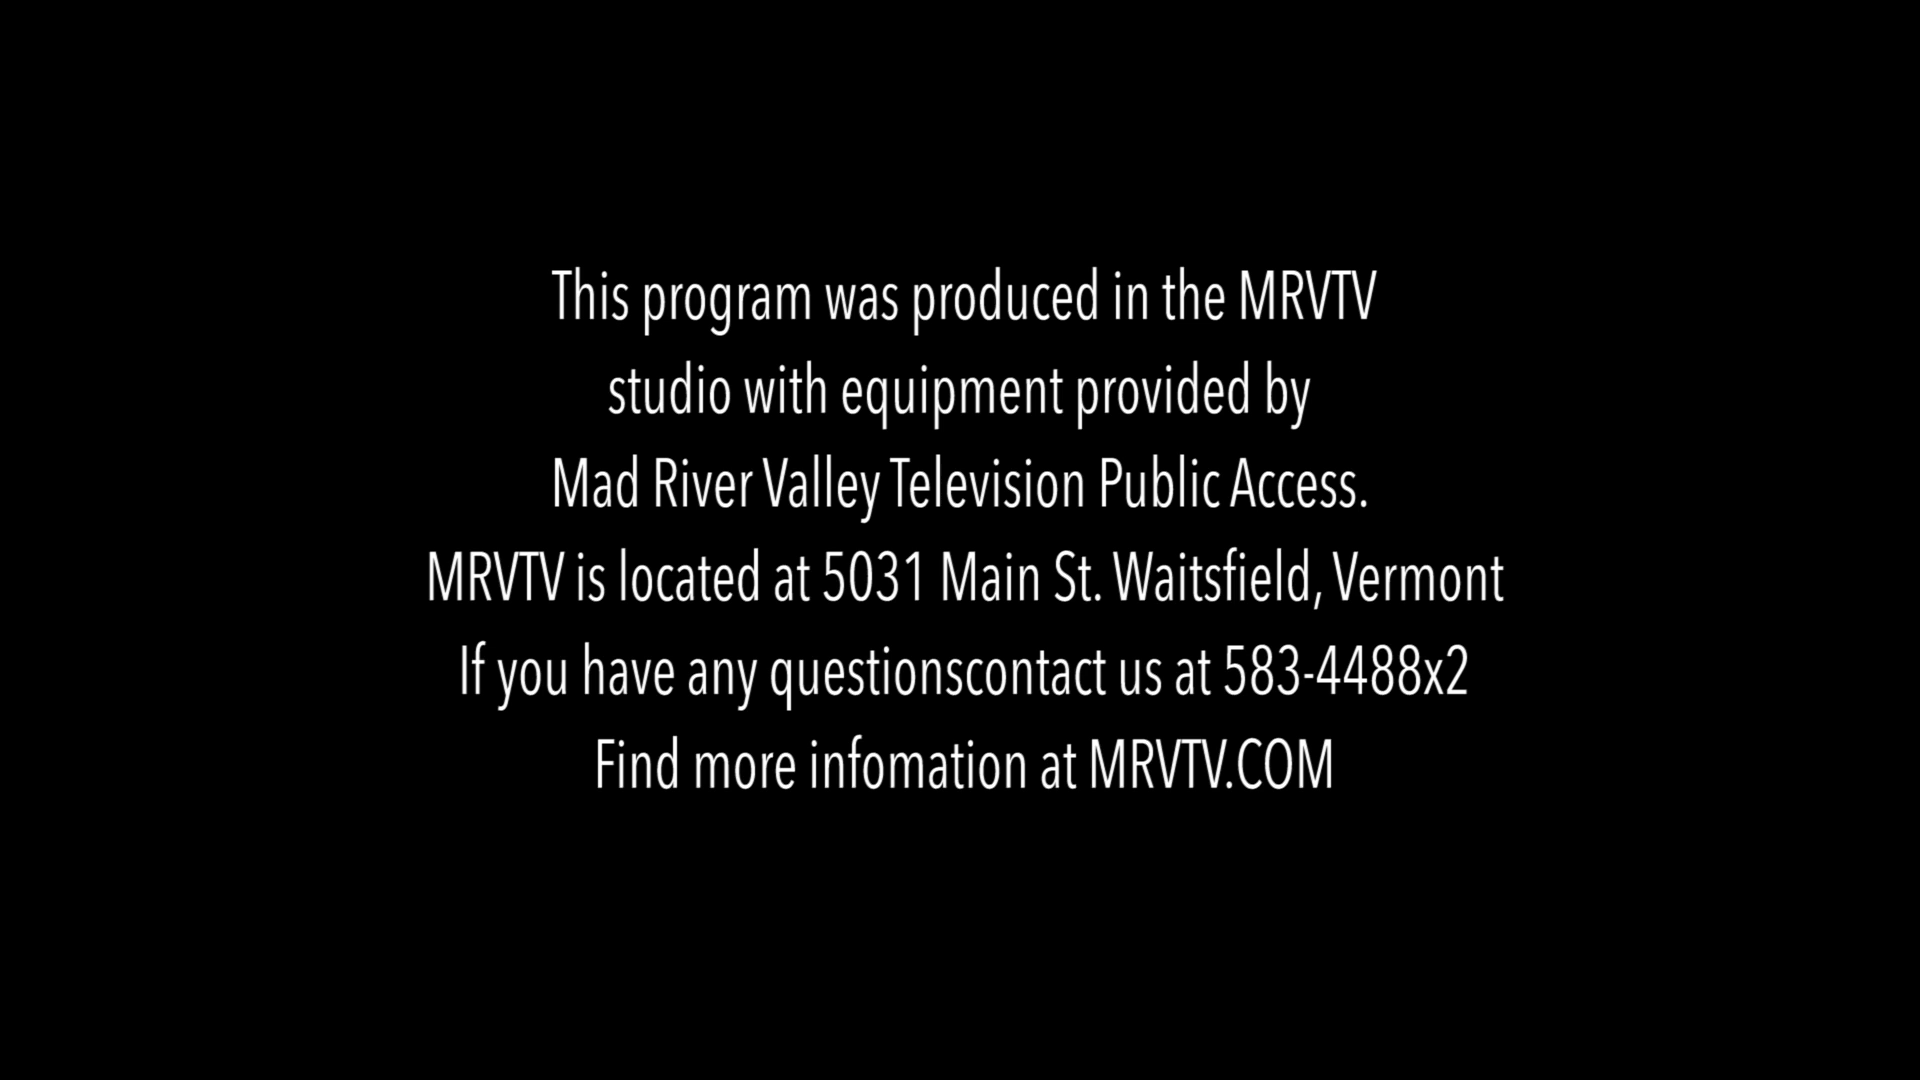 This program was produced in the MRVTV
studio with equipment provided by
Mad River Valley Television Public Access.
MRVTV is located at 5031 Main St. Waitsfield, Vermont
If you have any questionscontact us at 583-4488x2
Find more infomation at MRVTV.COM